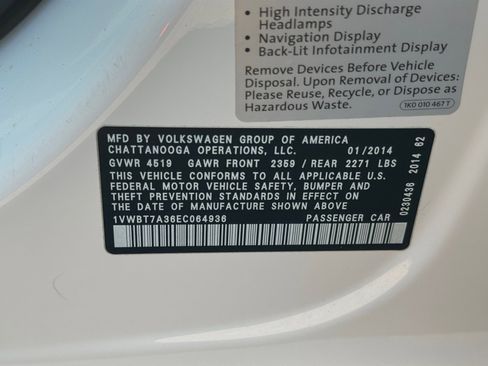 • High Intensity Discharge
Headlamps
• Navigation Display
• Back-Lit Infotainment Display
Remove Devices Before Vehicle
Disposal. Upon Removal of Devices:
Please Reuse, Recycle, or Dispose as
Hazardous Waste.
1K0 010 467 T
MFD BY VOLKSWAGEN GROUP OF AMERICA
CHATTANOOGA OPERATIONS, LLC. 01/2014
GVWR 4519 GAWR FRONT 2359 / REAR 2271 LBS
THIS VEHICLE CONFORMS TO ALL APPLICABLE U.S.
FEDERAL MOTOR VEHICLE SAFETY, BUMPER AND
THEFT PREVENTION STANDARDS IN EFFECT ON
THE DATE OF MANUFACTURE SHOWN ABOVE.
1VWBT7A36EC064936 PASSENGER CAR
0230436 2014 62